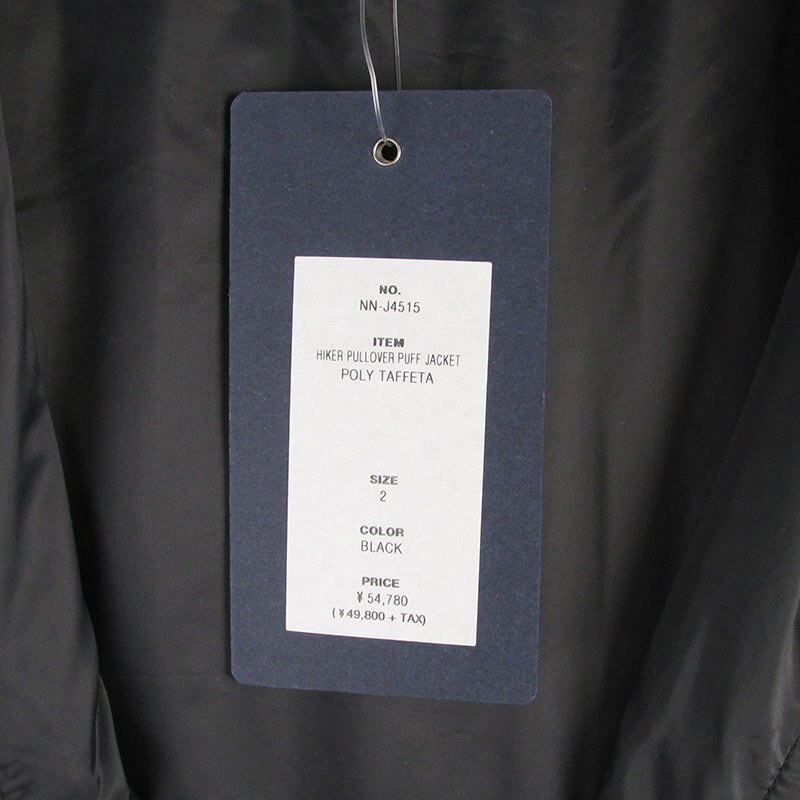 NO.
NN-J4515
ITEM
HIKER PULLOVER PUFF JACKET
POLY TAFFETA
SIZE
2
COLOR
BLACK
PRICE
¥ 54,780
(¥49,800 + TAX)